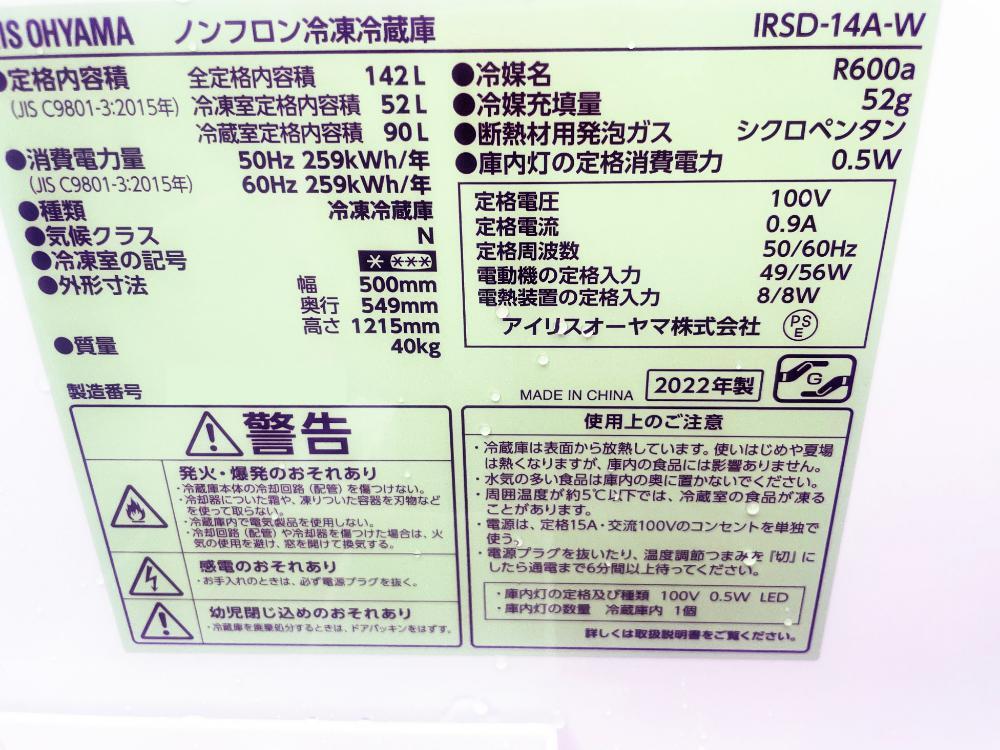 IS OHYAMA ノンフロン冷凍冷蔵庫 IRSD-14A-W
●定格内容積 全定格内容積 142L
(JIS C9801-3:2015年) 冷凍室定格内容積 52L
冷蔵室定格内容積 90L
●消費電力量 50Hz 259kWh/年
(JIS C9801-3:2015年) 60Hz 259kWh/年
●種類 冷凍冷蔵庫
●気候クラス N
●冷凍室の記号 * ***
●外形寸法 幅 500mm
奥行 549mm
高さ 1215mm
●質量 40kg
製造番号
●冷媒名 R600a
●冷媒充填量 52g
●断熱材用発泡ガス シクロペンタン
●庫内灯の定格消費電力 0.5W
定格電圧 100V
定格電流 0.9A
定格周波数 50/60Hz
電動機の定格入力 49/56W
電熱装置の定格入力 8/8W
アイリスオーヤマ株式会社 PSE
MADE IN CHINA 2022年製 G
警告
発火・爆発のおそれあり
・冷蔵庫本体の冷却回路（配管）を傷つけない。
・冷却器についた霜や、凍りついた容器を刃物など
を使って取らない。
・冷蔵庫内で電気製品を使用しない。
・冷却回路（配管）や冷却器を傷つけた場合は、火
気の使用を避け、窓を開けて換気する。
感電のおそれあり
・お手入れのときは、必ず電源プラグを抜く。
幼児閉じ込めのおそれあり
・冷蔵庫を廃棄処分するときは、ドアパッキンをはずす。
使用上のご注意
・冷蔵庫は表面から放熱しています。使いはじめや夏場
は熱くなりますが、庫内の食品には影響ありません。
・水気の多い食品は庫内の奥に置かないでください。
・周囲温度が約5℃以下では、冷蔵室の食品が凍る
ことがあります。
・電源は、定格15A・交流100Vのコンセントを単独で
使う。
・電源プラグを抜いたり、温度調節つまみを「切」に
したら通電まで6分間以上待ってください。
・庫内灯の定格及び種類 100V 0.5W LED
・庫内灯の数量 冷蔵庫内 1個
詳しくは取扱説明書をご覧ください。